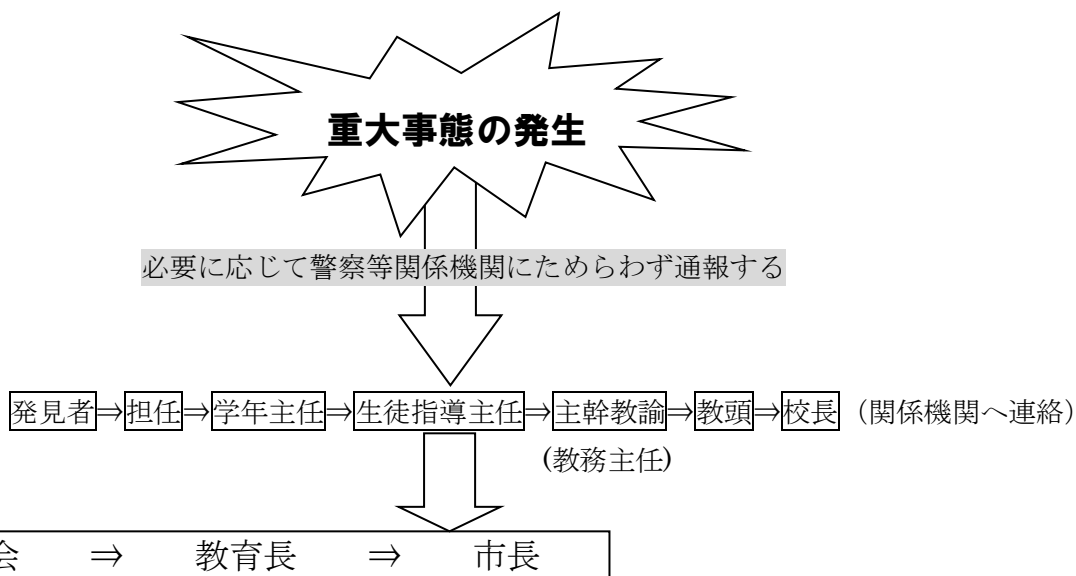 重大事態の発生
必要に応じて警察等関係機関にためらわず通報する
発見者⇒担任⇒学年主任⇒生徒指導主任⇒主幹教諭⇒教頭⇒校長（関係機関へ連絡）
(教務主任)
会 ⇒ 教育長 ⇒ 市長